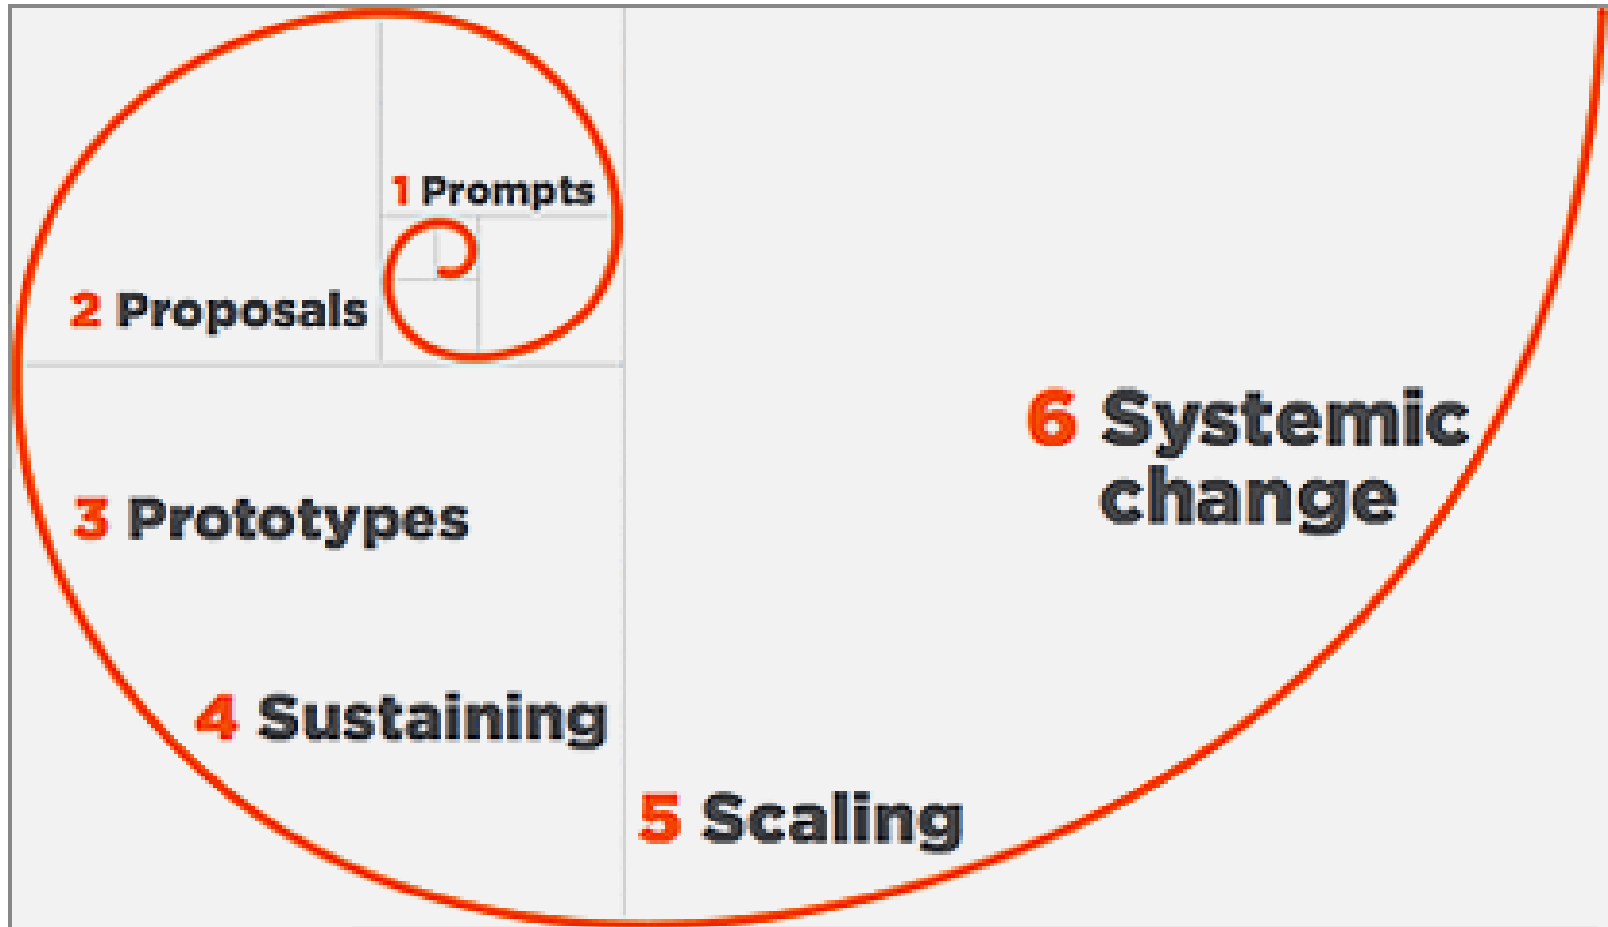 1 Prompts
2 Proposals
3 Prototypes
4 Sustaining
5 Scaling
6 Systemic
change